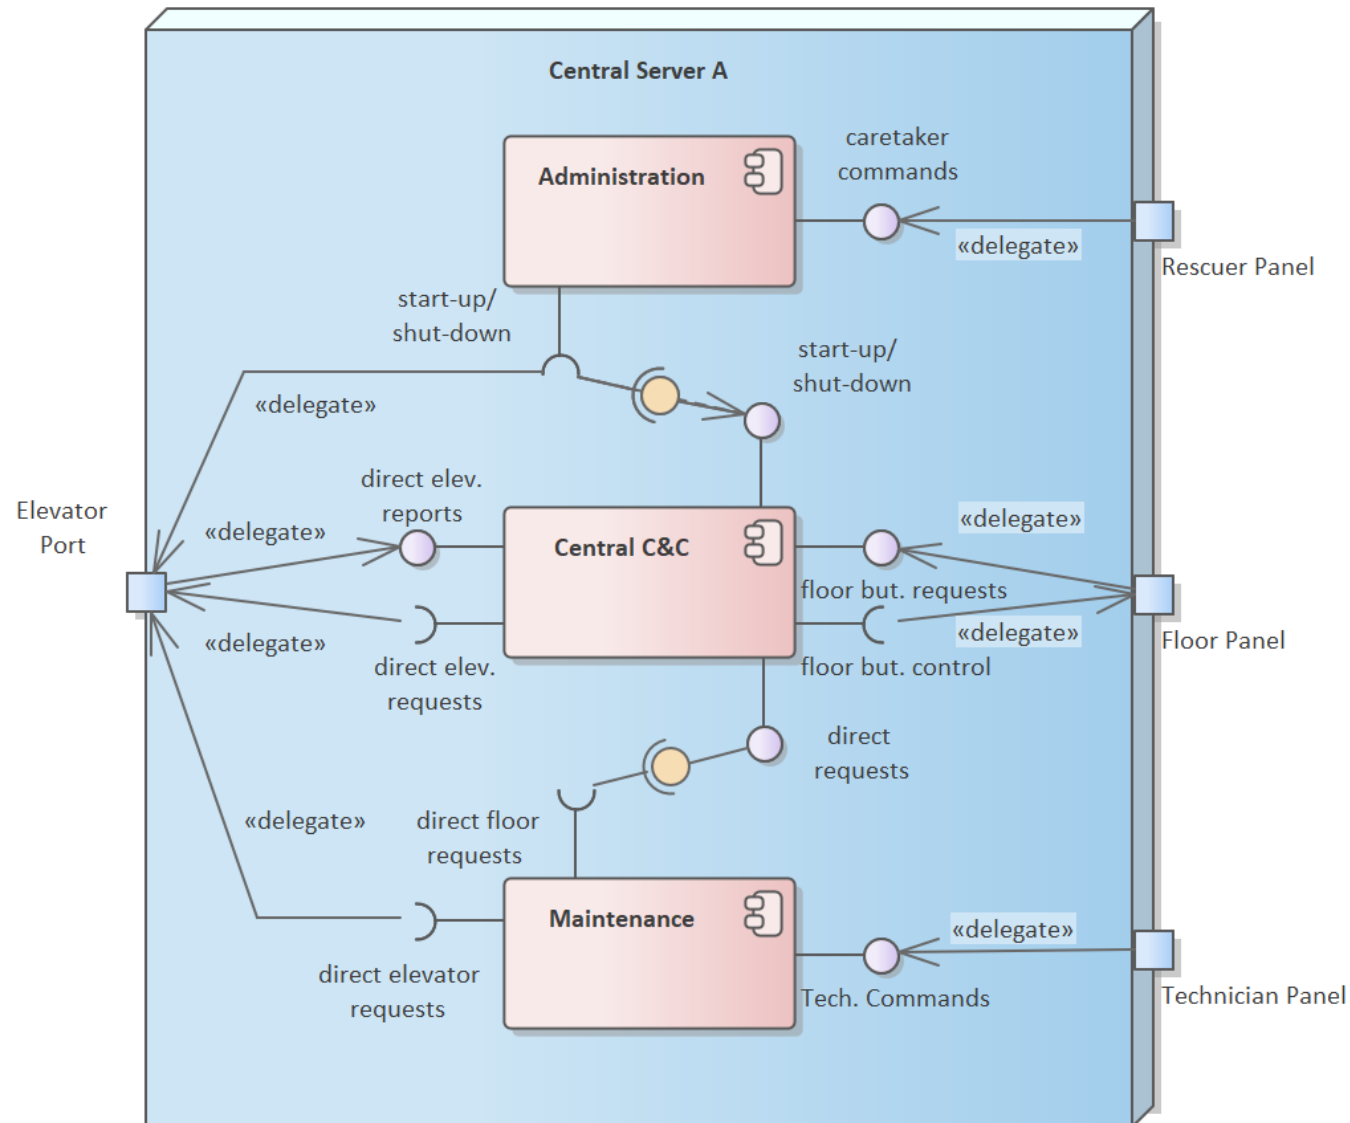 Central Server A
caretaker
commands
Administration
«delegate»
Rescuer Panel
start-up/
shut-down
start-up/
shut-down
«delegate»
direct elev.
reports
Elevator
Port
«delegate»
«delegate»
Central C&C
floor but. requests
«delegate»
«delegate»
Floor Panel
direct elev.
requests
floor but. control
direct
requests
«delegate»
direct floor
requests
Maintenance
«delegate»
direct elevator
requests
Tech. Commands
Technician Panel